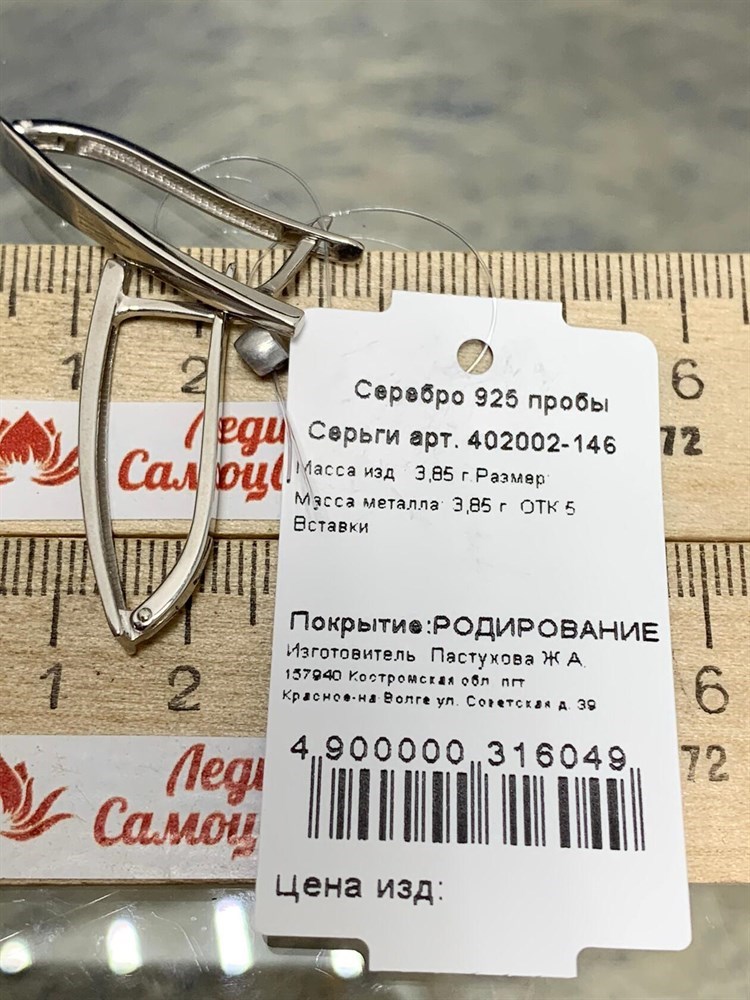 Серебро 925 пробы
Серьги арт. 402002-146
Масса изд 3,85 г.Размер
Масса металла 3,85 г ОТК 5
Вставки
Покрытие:РОДИРОВАНИЕ
Изготовитель Пастухова Ж А.
157940 Костромская обл пгт
Красное-на-Волге ул. Советская д. 39
4 900000 316049
Цена изд:
1 2 6
Леди
Самоц
72
1 2 6
Леди
Самоц
72